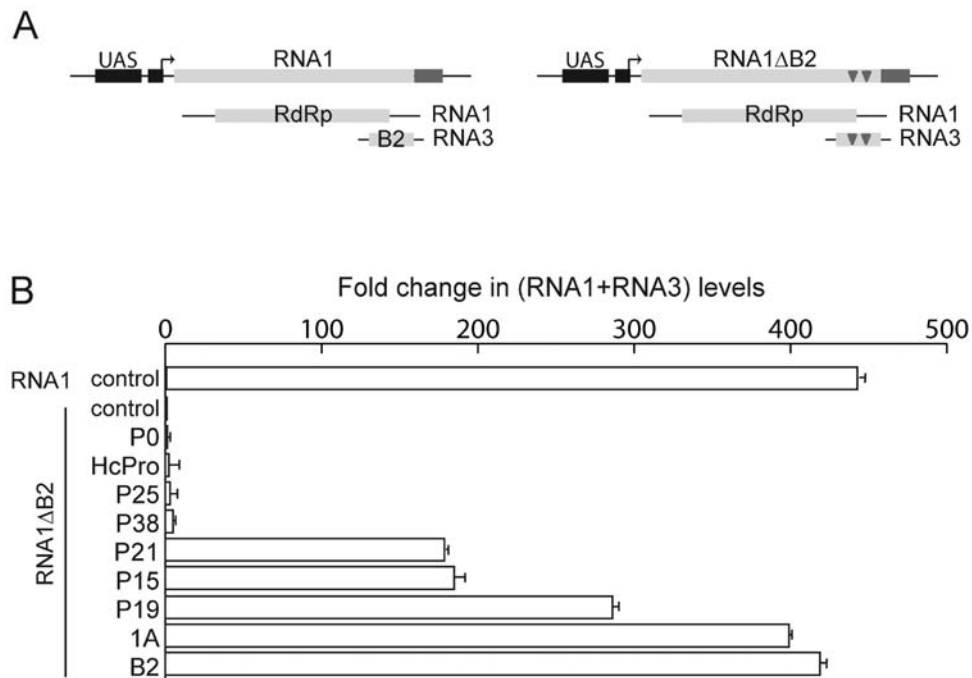 A
UAS RNA1 UAS RNA1ΔB2
RdRp RNA1 RdRp RNA1
B2 RNA3 RNA3
B
Fold change in (RNA1+RNA3) levels
0 100 200 300 400 500
RNA1 control
RNA1ΔB2
control
P0
HcPro
P25
P38
P21
P15
P19
1A
B2